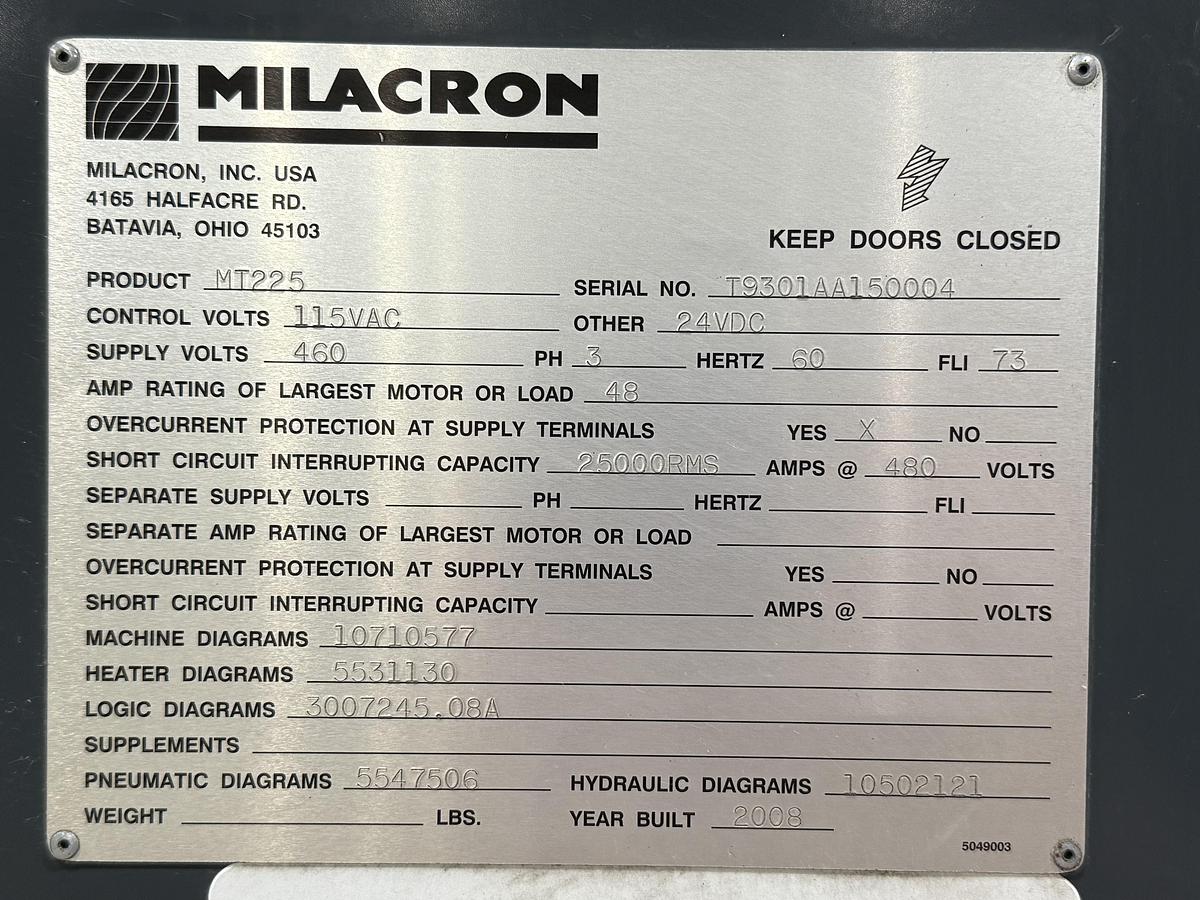 MILACRON
MILACRON, INC. USA
4165 HALFACRE RD.
BATAVIA, OHIO 45103
KEEP DOORS CLOSED
PRODUCT MT225 SERIAL NO. T9301AA150004
CONTROL VOLTS 115VAC OTHER 24VDC
SUPPLY VOLTS 460 PH 3 HERTZ 60 FLI 73
AMP RATING OF LARGEST MOTOR OR LOAD 48
OVERCURRENT PROTECTION AT SUPPLY TERMINALS YES X NO
SHORT CIRCUIT INTERRUPTING CAPACITY 25000RMS AMPS @ 480 VOLTS
SEPARATE SUPPLY VOLTS PH HERTZ FLI
SEPARATE AMP RATING OF LARGEST MOTOR OR LOAD
OVERCURRENT PROTECTION AT SUPPLY TERMINALS YES NO
SHORT CIRCUIT INTERRUPTING CAPACITY AMPS @ VOLTS
MACHINE DIAGRAMS 10710577
HEATER DIAGRAMS 5531130
LOGIC DIAGRAMS 3007245.08A
SUPPLEMENTS
PNEUMATIC DIAGRAMS 5547506 HYDRAULIC DIAGRAMS 10502121
WEIGHT LBS. YEAR BUILT 2008
5049003